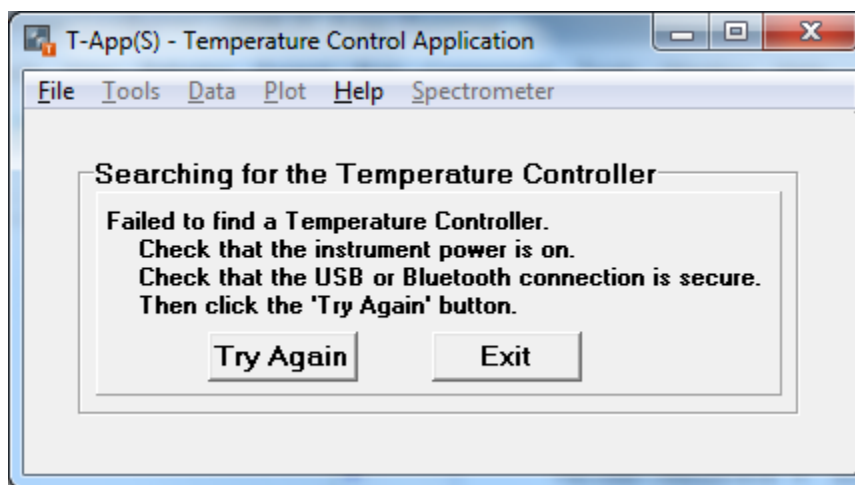 T-App(S) - Temperature Control Application
File Tools Data Plot Help Spectrometer
Searching for the Temperature Controller
Failed to find a Temperature Controller.
Check that the instrument power is on.
Check that the USB or Bluetooth connection is secure.
Then click the 'Try Again' button.
Try Again Exit